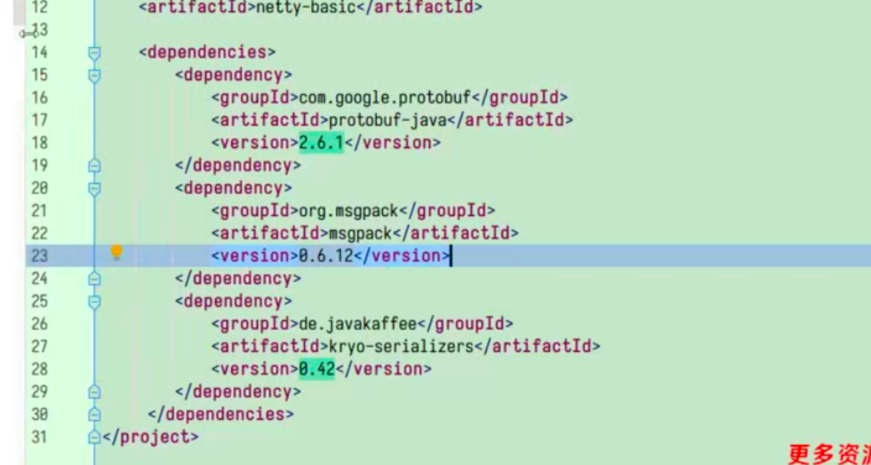 12 <artifactId>netty-basic</artifactId>
13
14 <dependencies>
15 <dependency>
16 <groupId>com.google.protobuf</groupId>
17 <artifactId>protobuf-java</artifactId>
18 <version>2.6.1</version>
19 </dependency>
20 <dependency>
21 <groupId>org.msgpack</groupId>
22 <artifactId>msgpack</artifactId>
23 <version>0.6.12</version>
24 </dependency>
25 <dependency>
26 <groupId>de.javakaffee</groupId>
27 <artifactId>kryo-serializers</artifactId>
28 <version>0.42</version>
29 </dependency>
30 </dependencies>
31 </project>
更多资源